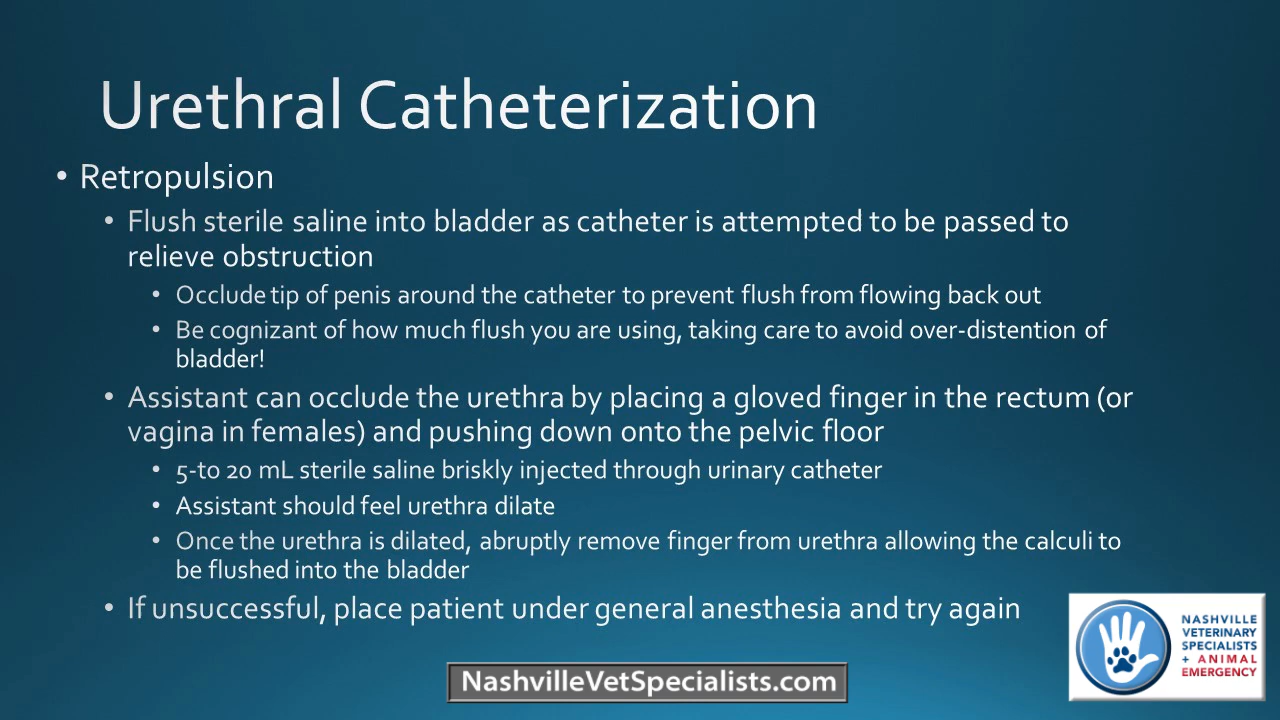 Urethral Catheterization
• Retropulsion
• Flush sterile saline into bladder as catheter is attempted to be passed to
relieve obstruction
• Occlude tip of penis around the catheter to prevent flush from flowing back out
• Be cognizant of how much flush you are using, taking care to avoid over-distention of
bladder!
• Assistant can occlude the urethra by placing a gloved finger in the rectum (or
vagina in females) and pushing down onto the pelvic floor
• 5-to 20 mL sterile saline briskly injected through urinary catheter
• Assistant should feel urethra dilate
• Once the urethra is dilated, abruptly remove finger from urethra allowing the calculi to
be flushed into the bladder
• If unsuccessful, place patient under general anesthesia and try again
NASHVILLE
VETERINARY
SPECIALISTS
+ ANIMAL
EMERGENCY
NashvilleVetSpecialists.com